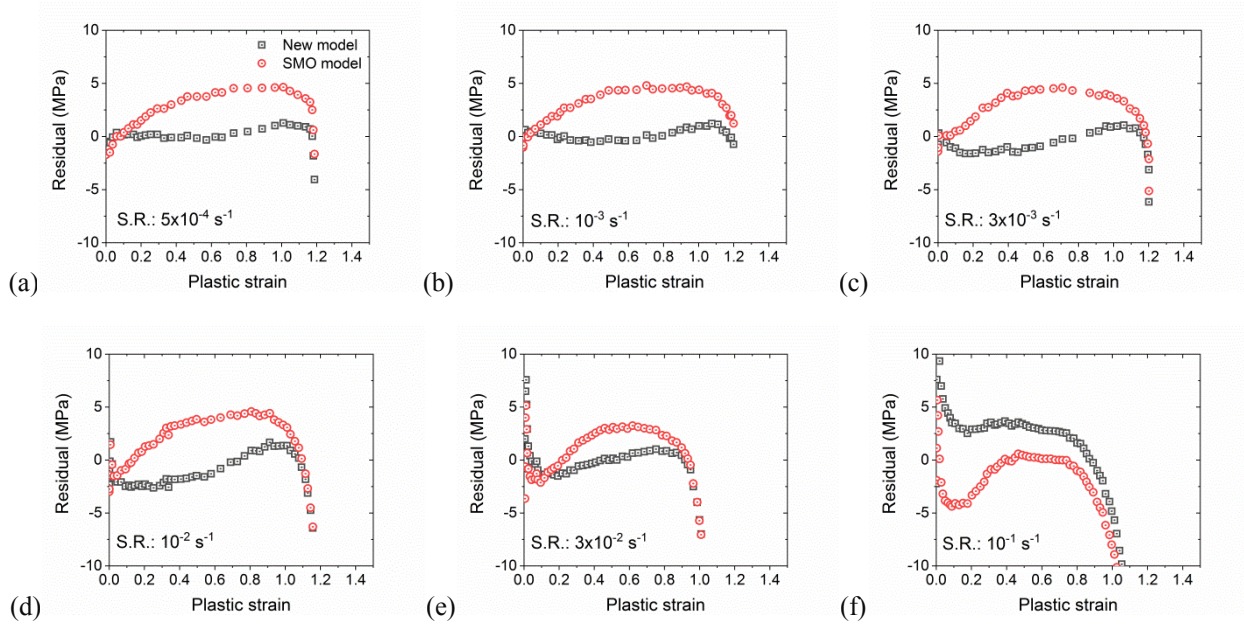 10
5
0
-5
-10
Residual (MPa)
New model
SMO model
S.R.: 5x10⁻⁴ s⁻¹
0.0 0.2 0.4 0.6 0.8 1.0 1.2 1.4
Plastic strain
(a)
10
5
0
-5
-10
Residual (MPa)
S.R.: 10⁻³ s⁻¹
0.0 0.2 0.4 0.6 0.8 1.0 1.2 1.4
Plastic strain
(b)
10
5
0
-5
-10
Residual (MPa)
S.R.: 3x10⁻³ s⁻¹
0.0 0.2 0.4 0.6 0.8 1.0 1.2 1.4
Plastic strain
(c)
10
5
0
-5
-10
Residual (MPa)
S.R.: 10⁻² s⁻¹
0.0 0.2 0.4 0.6 0.8 1.0 1.2 1.4
Plastic strain
(d)
10
5
0
-5
-10
Residual (MPa)
S.R.: 3x10⁻² s⁻¹
0.0 0.2 0.4 0.6 0.8 1.0 1.2 1.4
Plastic strain
(e)
10
5
0
-5
-10
Residual (MPa)
S.R.: 10⁻¹ s⁻¹
0.0 0.2 0.4 0.6 0.8 1.0 1.2 1.4
Plastic strain
(f)